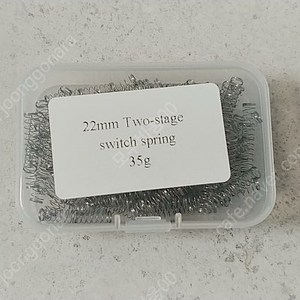 22mm Two-stage
switch spring
35g